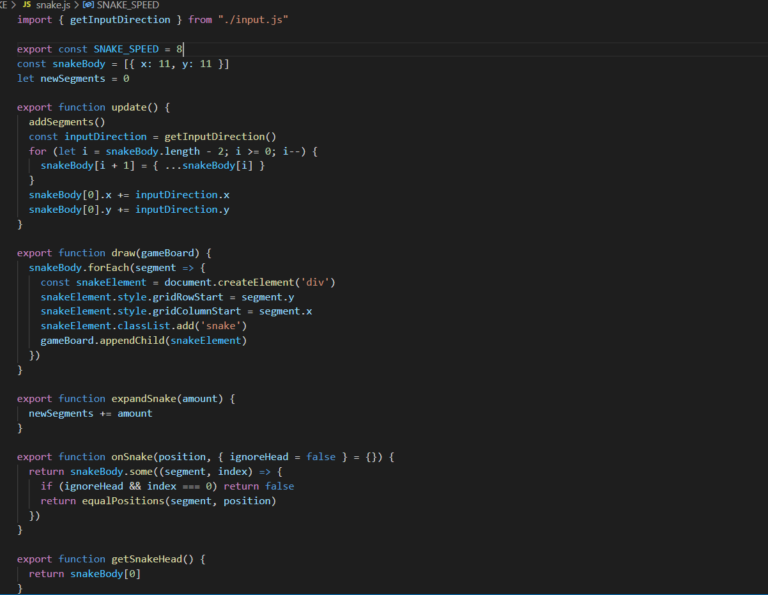 KE > JS snake.js > SNAKE_SPEED
import { getInputDirection } from "./input.js"

export const SNAKE_SPEED = 8
const snakeBody = [{ x: 11, y: 11 }]
let newSegments = 0

export function update() {
  addSegments()
  const inputDirection = getInputDirection()
  for (let i = snakeBody.length - 2; i >= 0; i--) {
    snakeBody[i + 1] = { ...snakeBody[i] }
  }
  snakeBody[0].x += inputDirection.x
  snakeBody[0].y += inputDirection.y
}

export function draw(gameBoard) {
  snakeBody.forEach(segment => {
    const snakeElement = document.createElement('div')
    snakeElement.style.gridRowStart = segment.y
    snakeElement.style.gridColumnStart = segment.x
    snakeElement.classList.add('snake')
    gameBoard.appendChild(snakeElement)
  })
}

export function expandSnake(amount) {
  newSegments += amount
}

export function onSnake(position, { ignoreHead = false } = {}) {
  return snakeBody.some((segment, index) => {
    if (ignoreHead && index === 0) return false
    return equalPositions(segment, position)
  })
}

export function getSnakeHead() {
  return snakeBody[0]
}